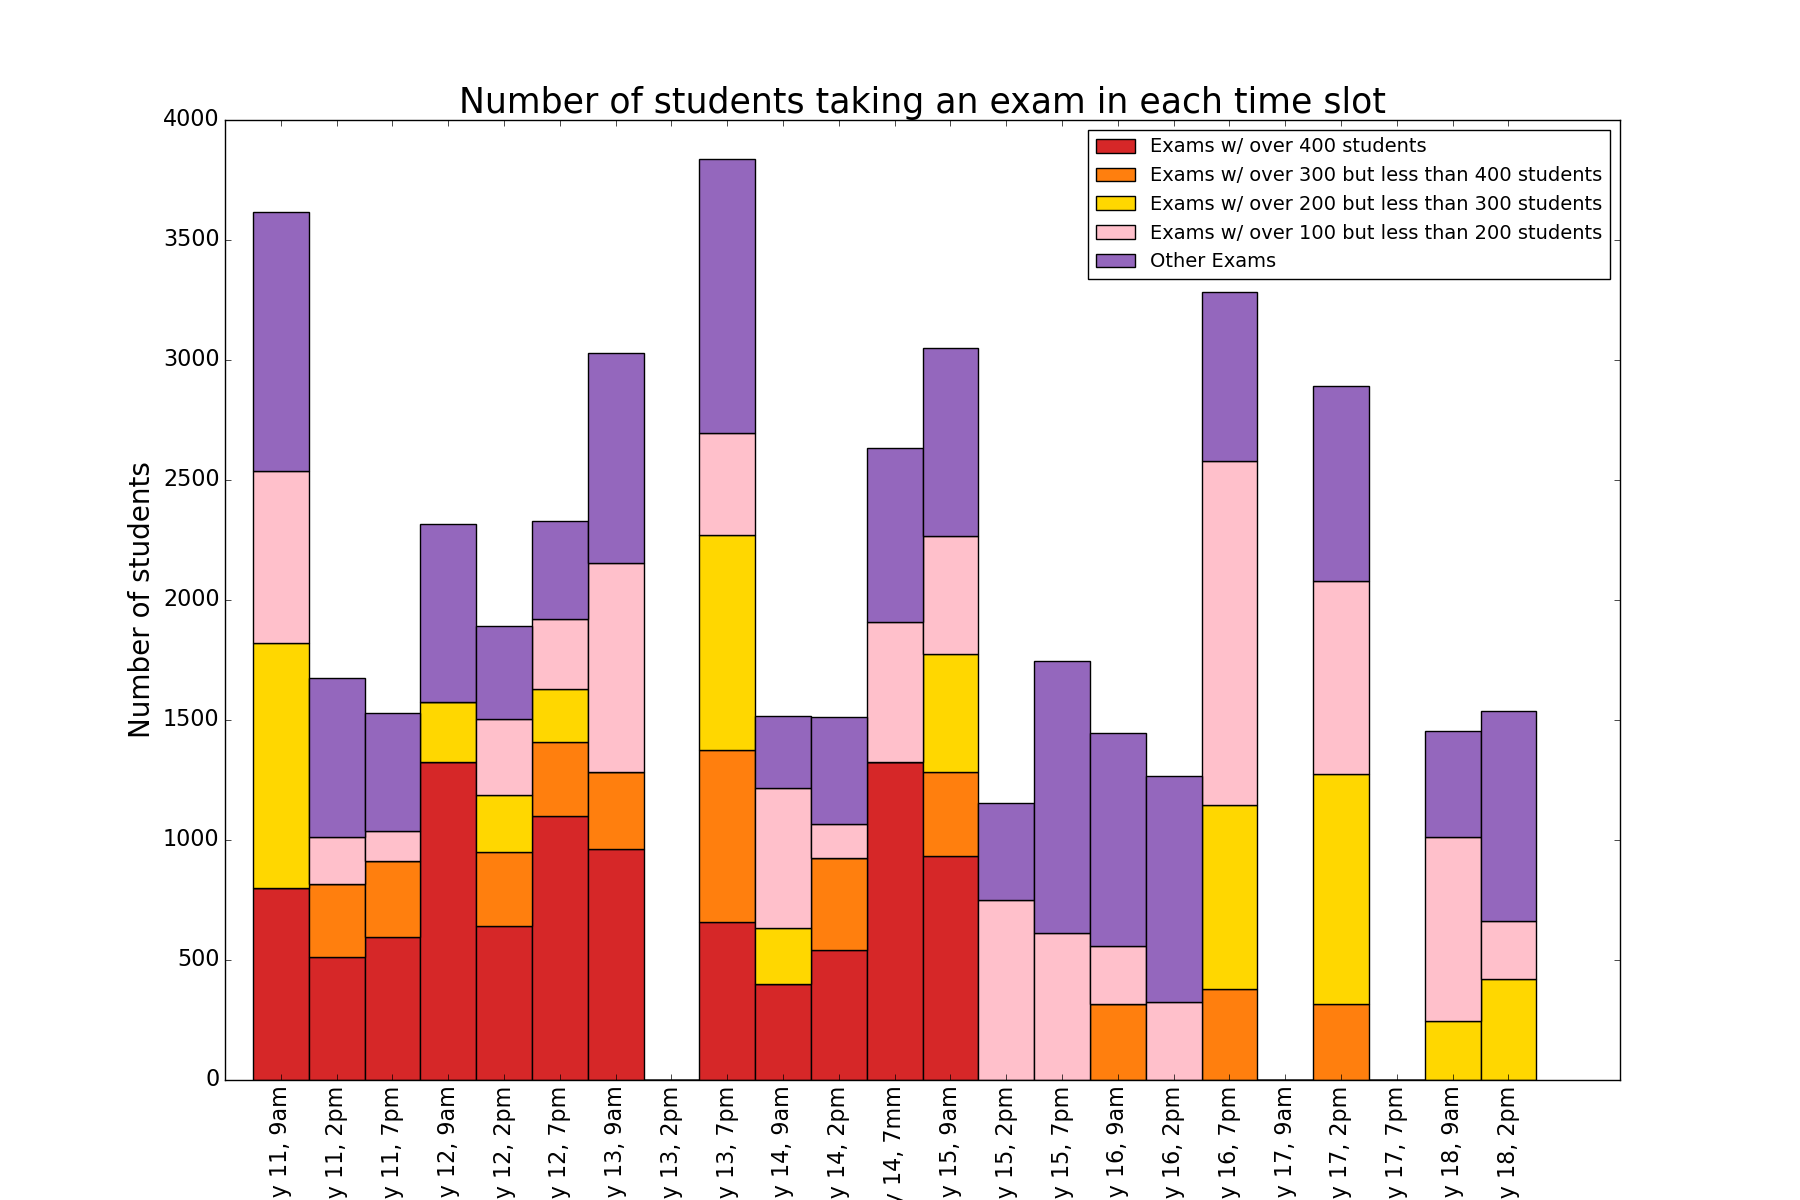 Number of students taking an exam in each time slot
Exams w/ over 400 students
Exams w/ over 300 but less than 400 students
Exams w/ over 200 but less than 300 students
Exams w/ over 100 but less than 200 students
Other Exams
Number of students
4000
3500
3000
2500
2000
1500
1000
500
0
y 11, 9am
y 11, 2pm
y 11, 7pm
y 12, 9am
y 12, 2pm
y 12, 7pm
y 13, 9am
y 13, 2pm
y 13, 7pm
y 14, 9am
y 14, 2pm
y 14, 7mm
y 15, 9am
y 15, 2pm
y 15, 7pm
y 16, 9am
y 16, 2pm
y 16, 7pm
y 17, 9am
y 17, 2pm
y 17, 7pm
y 18, 9am
y 18, 2pm